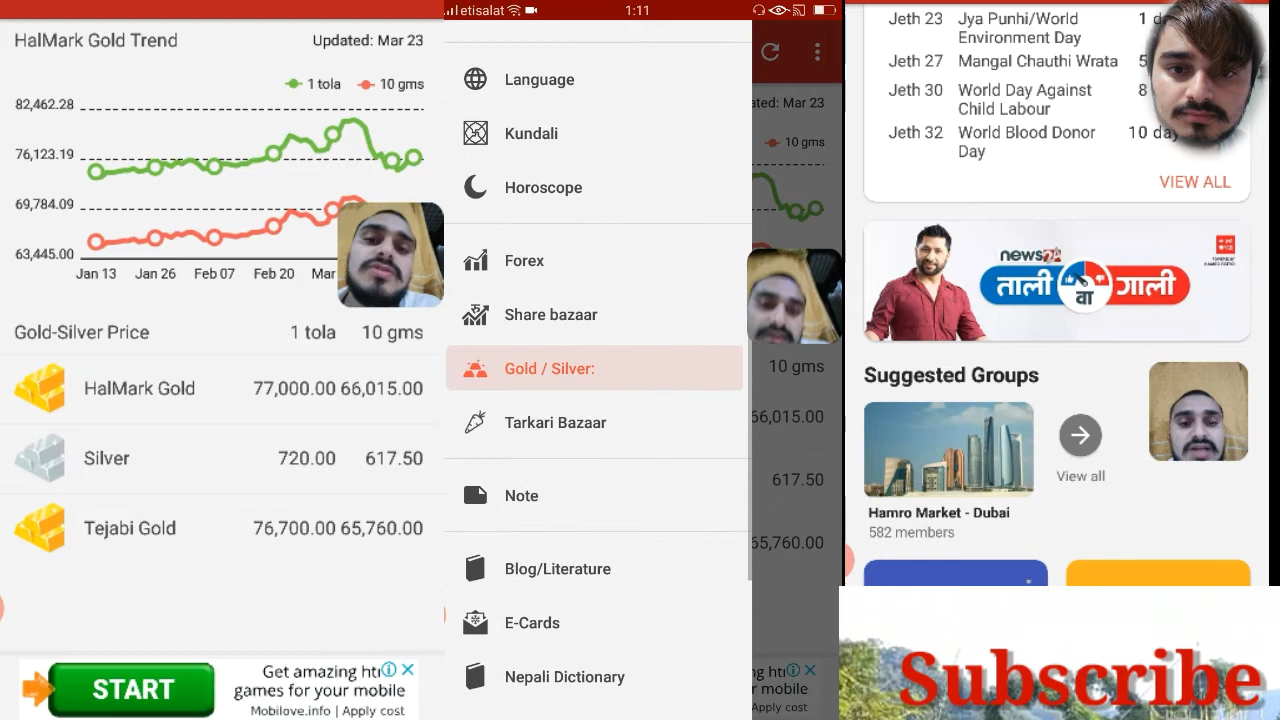 HalMark Gold Trend
Updated: Mar 23
1 tola
10 gms
82,462.28
76,123.19
69,784.09
63,445.00
Jan 13 Jan 26 Feb 07 Feb 20 Mar
Gold-Silver Price 1 tola 10 gms
HalMark Gold 77,000.00 66,015.00
Silver 720.00 617.50
Tejabi Gold 76,700.00 65,760.00
START
Get amazing
games for your mobile
Mobilove.info | Apply cost
etisalat 1:11
Language
Kundali
Horoscope
Forex
Share bazaar
Gold / Silver:
Tarkari Bazaar
Note
Blog/Literature
E-Cards
Nepali Dictionary
Mar 23
10 gms
10 gms
66,015.00
617.50
65,760.00
mobile
Apply cost
Jeth 23 Jya Punhi/World
Environment Day
1
Jeth 27 Mangal Chauthi Wrata 5
Jeth 30 World Day Against
Child Labour
8
Jeth 32 World Blood Donor
Day
10
VIEW ALL
news24
ताली
वा
गाली
Suggested Groups
View all
Hamro Market - Dubai
582 members
Subscribe